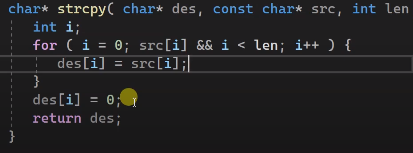 char* strcpy( char* des, const char* src, int len
int i;
for ( i = 0; src[i] && i < len; i++ ) {
des[i] = src[i];
}
des[i] = 0;
return des;
}